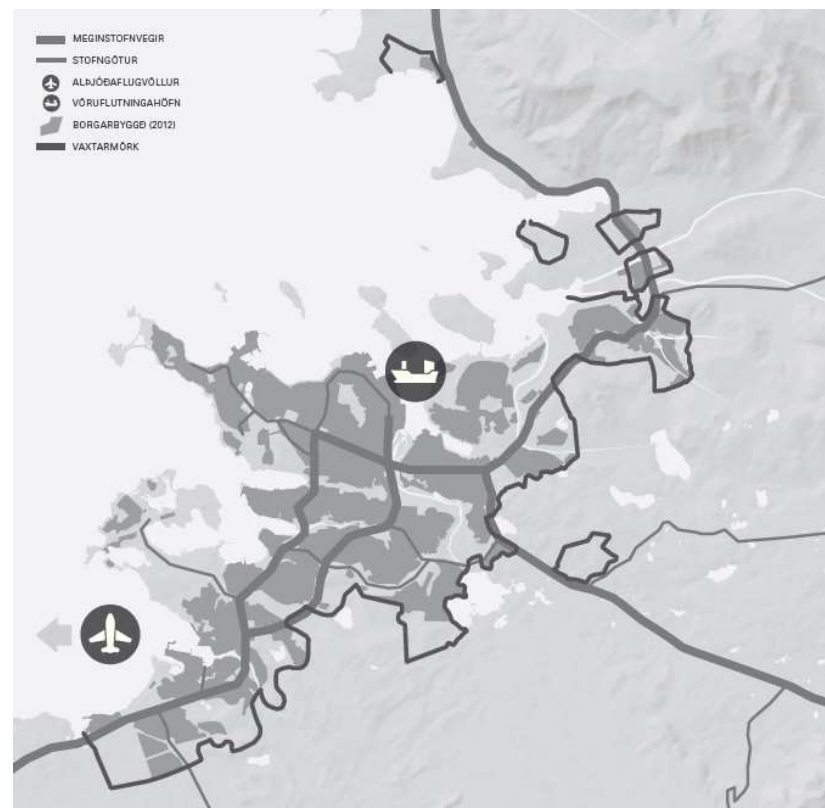 MEGINSTOFNVEGIR
STOFNGÖTUR
ALÞJÓÐAFLUGVÖLLUR
VÖRUFLUTNINGAHÖFN
BORGARBYGGÐ (2012)
VAXTARMÖRK